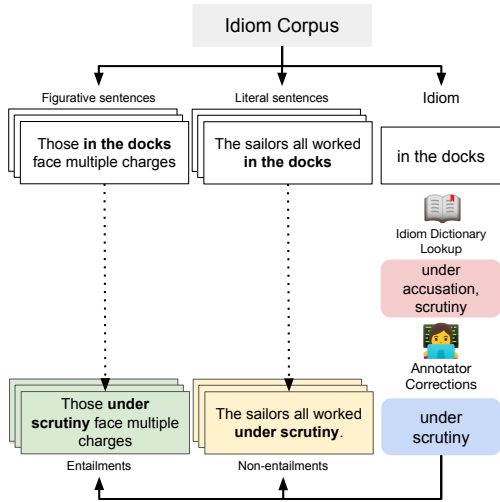 Idiom Corpus
Figurative sentences
Literal sentences
Idiom
Those in the docks
face multiple charges
The sailors all worked
in the docks
in the docks
Idiom Dictionary
Lookup
under
accusation,
scrutiny
Annotator
Corrections
Those under
scrutiny face multiple
charges
The sailors all worked
under scrutiny.
under
scrutiny
Entailments
Non-entailments